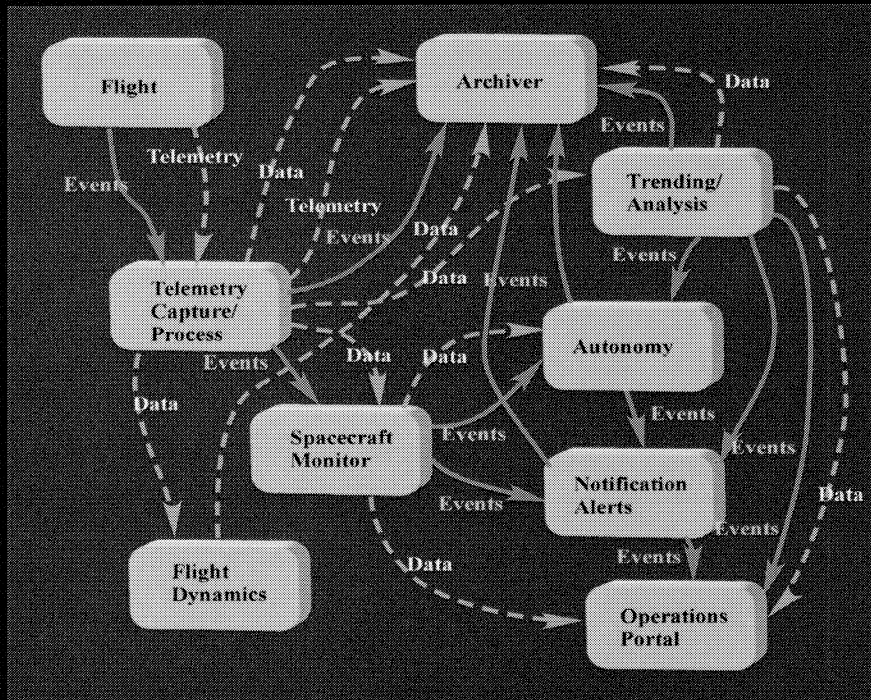 Flight
Archiver
Data
Events
Telemetry
Data
Trending/
Analysis
Events
Telemetry
Data
Events
Events
Data
Events
Telemetry
Capture/
Process
Autonomy
Events
Data
Data
Data
Events
Events
Spacecraft
Monitor
Events
Notification
Alerts
Events
Data
Events
Events
Data
Flight
Dynamics
Operations
Portal